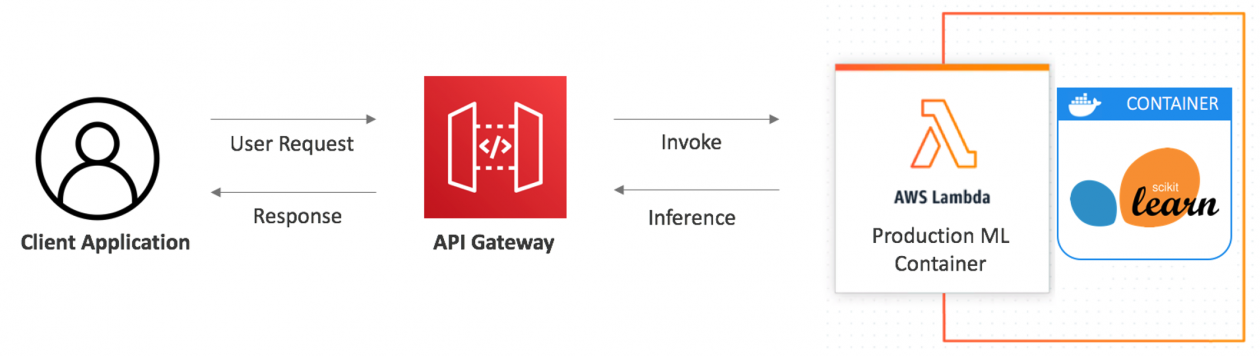 Client Application
User Request
Response
</>
API Gateway
Invoke
Inference
AWS Lambda
Production ML
Container
CONTAINER
scikit
learn